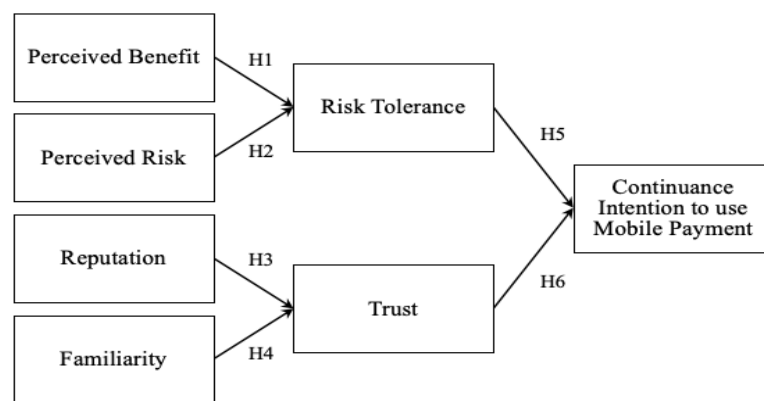 Perceived Benefit
H1
Risk Tolerance
Perceived Risk
H2
H5
Continuance
Intention to use
Mobile Payment
Reputation
H3
Trust
H6
Familiarity
H4